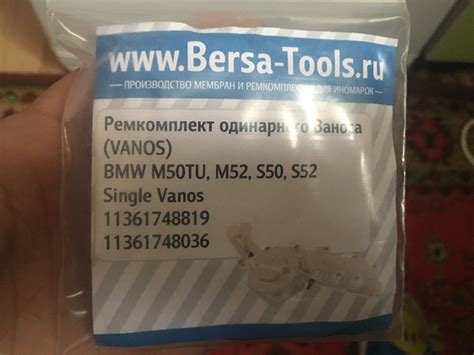 www.Bersa-Tools.ru
ПРОИЗВОДСТВО МЕМБРАН И РЕМКОМПЛЕКТОВ ДЛЯ ИНОМАРОК
Ремкомплект одинарного Ваноса
(VANOS)
BMW M50TU, M52, S50, S52
Single Vanos
11361748819
11361748036